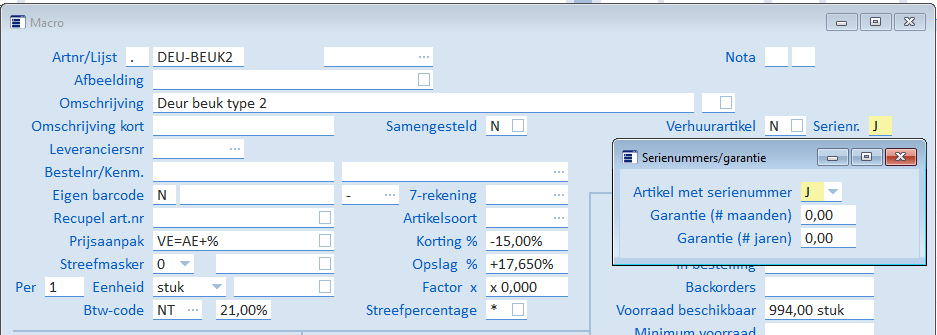 Macro
Artnr/Lijst . DEU-BEUK2 ... Nota
Afbeelding
Omschrijving Deur beuk type 2
Omschrijving kort Samengesteld N Verhuurartikel N Serienr. J
Leveranciersnr ...
Bestelnr/Kenm. ...
Eigen barcode N - ... 7-rekening ...
Recupel art.nr Artikelsoort ...
Prijsaanpak VE=AE+% Korting % -15,00%
Streefmasker 0 Opslag % +17,650%
Per 1 Eenheid stuk Factor x x 0,000
Btw-code NT ... 21,00% Streefpercentage *
Serienummers/garantie
Artikel met serienummer J
Garantie (# maanden) 0,00
Garantie (# jaren) 0,00
In bestelling
Backorders
Voorraad beschikbaar 994,00 stuk
Minimum voorraad